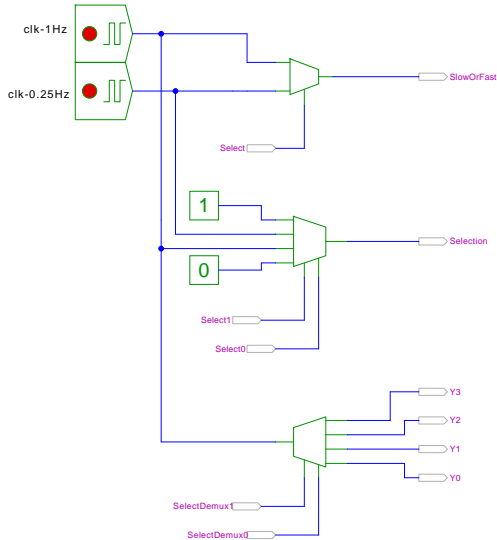 clk-1Hz
clk-0.25Hz
SlowOrFast
Select
1
Selection
0
Select1
Select0
Y3
Y2
Y1
Y0
SelectDemux1
SelectDemux0